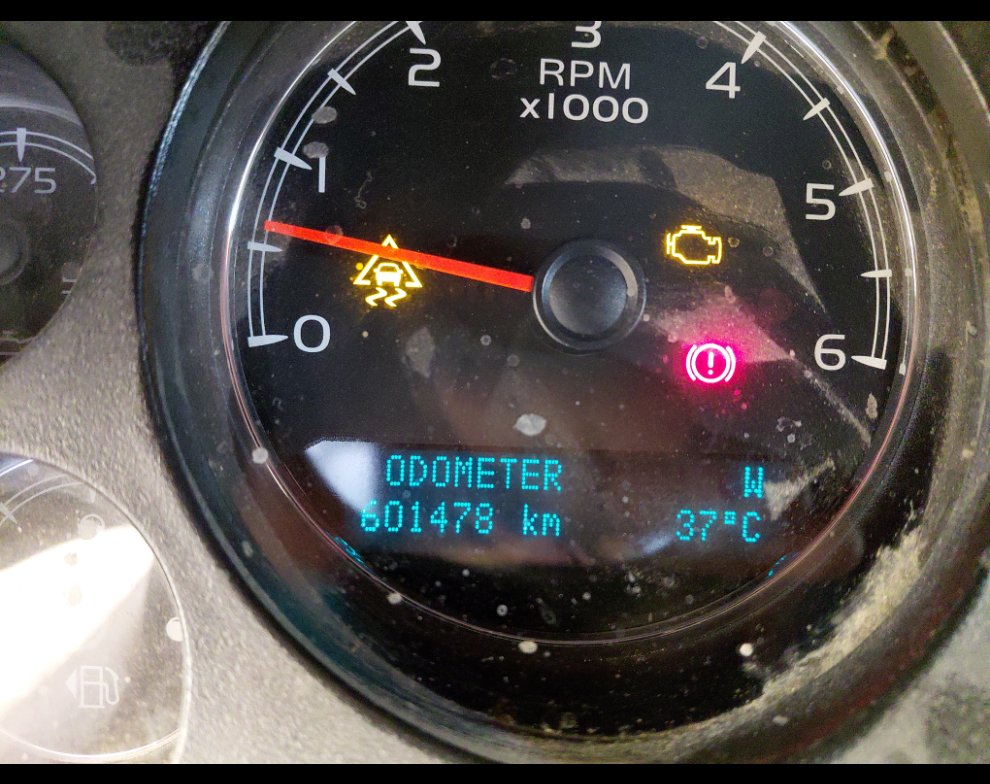 3
2 RPM 4
x1000
1
275 5
0 6
ODOMETER W
601478 km 37°C